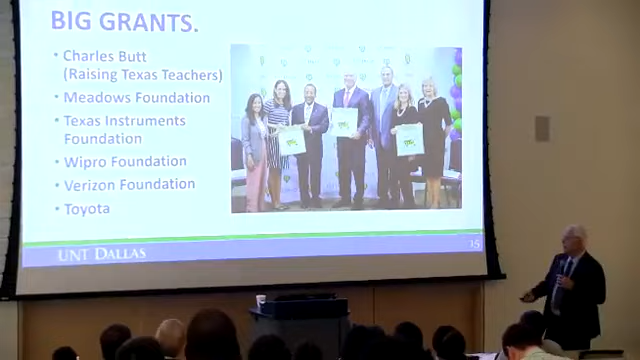 BIG GRANTS.
• Charles Butt
(Raising Texas Teachers)
• Meadows Foundation
• Texas Instruments
Foundation
• Wipro Foundation
• Verizon Foundation
• Toyota
UNT DALLAS
15